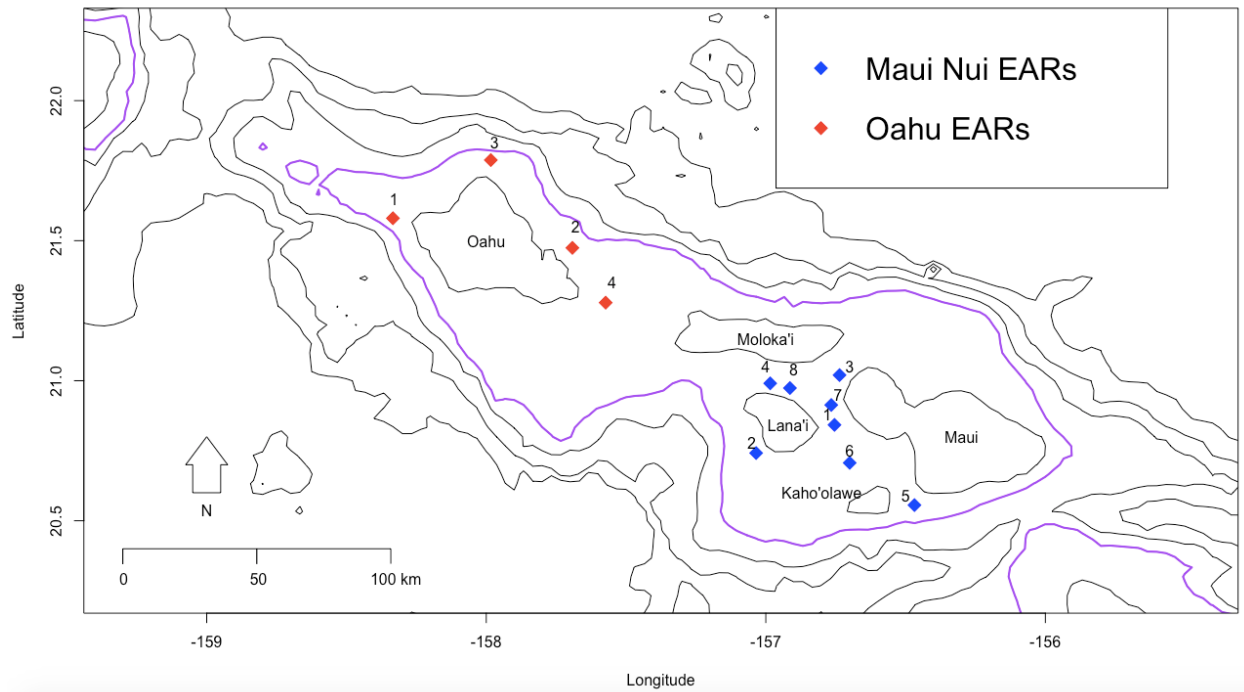 Maui Nui EARs
Oahu EARs
22.0
21.5
21.0
20.5
Latitude
3
1
2
Oahu
4
Moloka'i
4
8
3
7
1
Lana'i
2
Maui
6
Kaho'olawe
5
N
0
50
100 km
-159
-158
-157
-156
Longitude